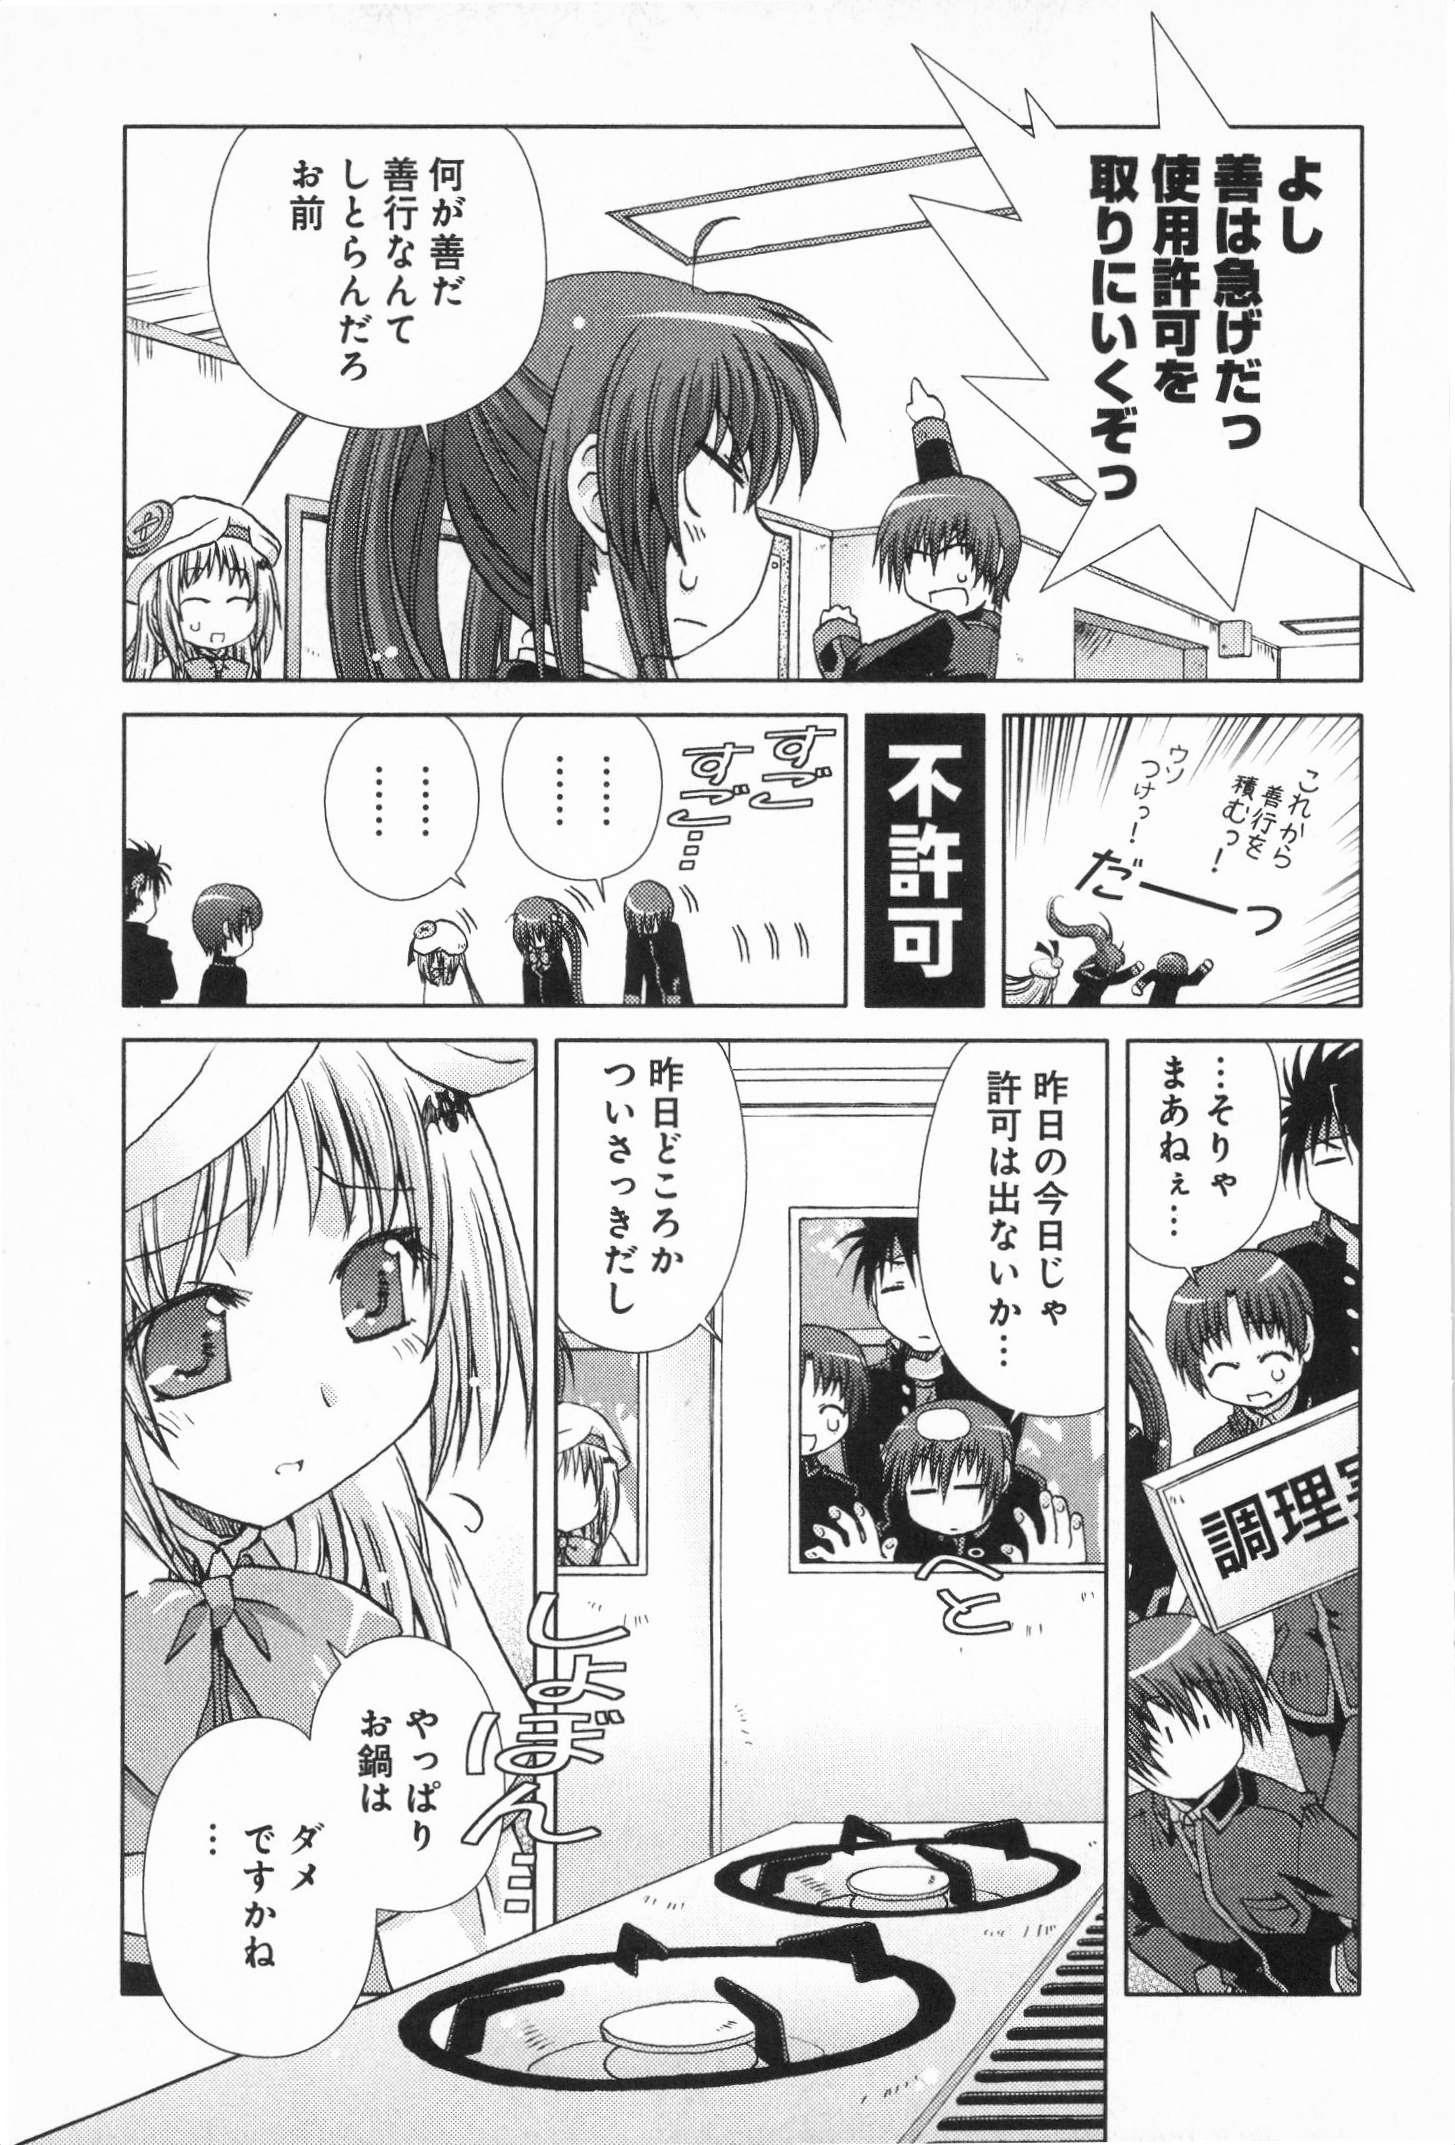 よし
善は急げだっ
使用許可を
取りにいくぞっ
何が善だ
善行なんて
しとらんだろ
お前
これから
善行を
積むっ！
ウソ
つけっ！
だーーっ
不許可
すごすご…
……
……
……
……
…そりゃ
まあねぇ…
調理室
昨日の今日じゃ
許可は出ないか…
ぺと
昨日どころか
ついさっきだし
しょぼん…
やっぱり
お鍋は
ダメ
ですかね
…